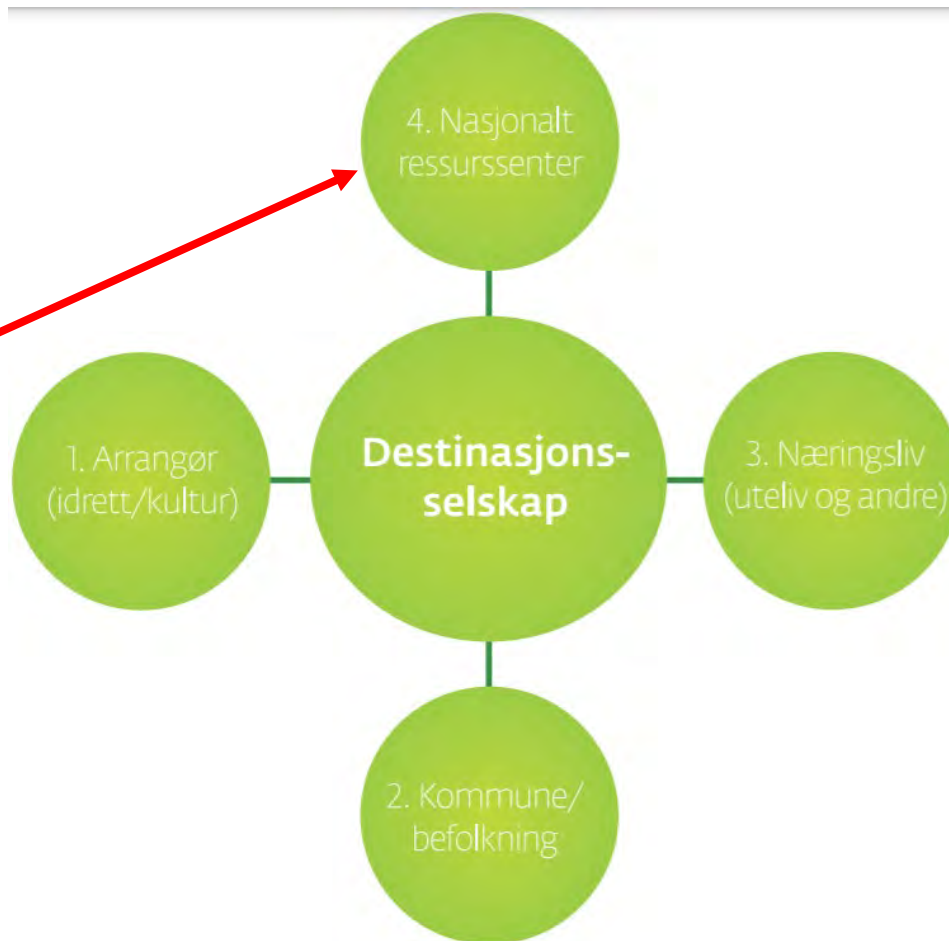 4. Nasjonalt
ressurssenter
1. Arrangør
(idrett/kultur)
Destinasjons-
selskap
3. Næringsliv
(uteliv og andre)
2. Kommune/
befolkning